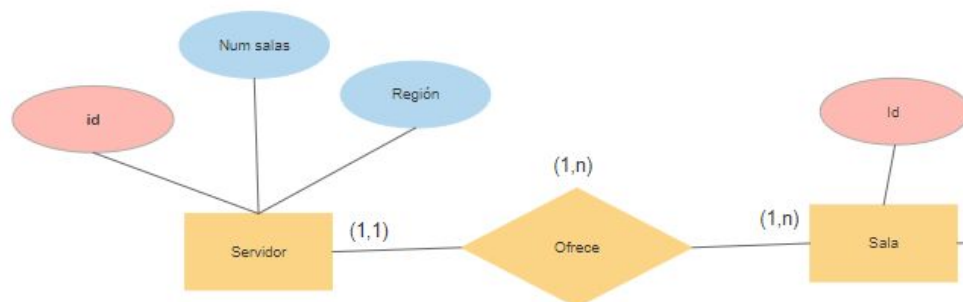 Num salas
Región
id
Id
(1,n)
(1,1)
(1,n)
Servidor
Ofrece
Sala